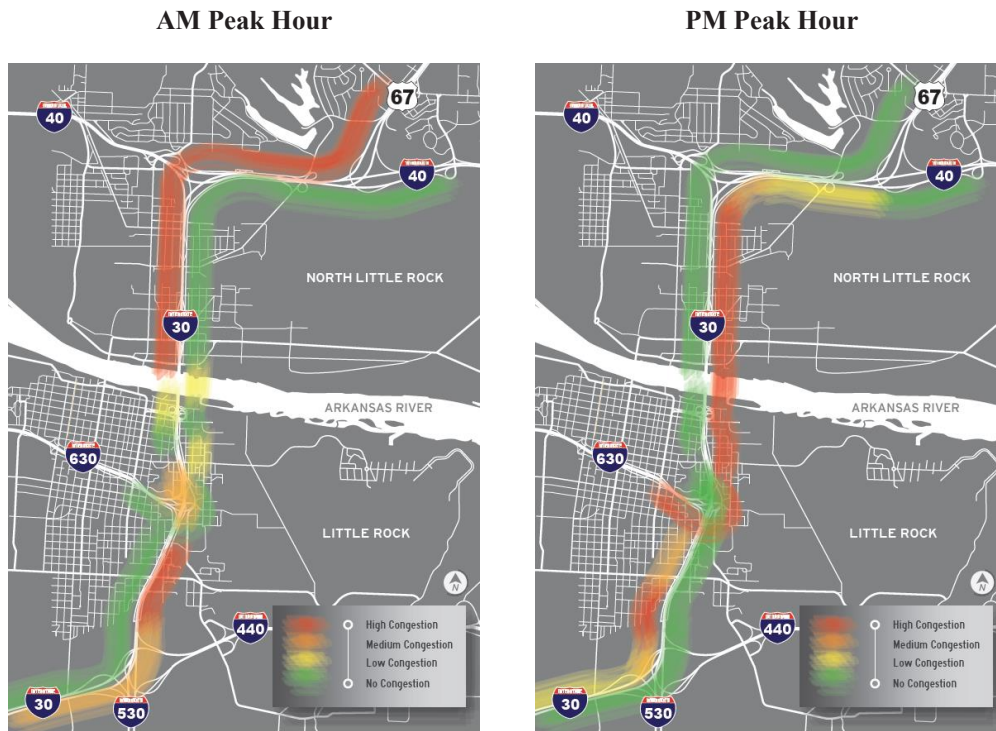 AM Peak Hour
PM Peak Hour
67
40
40
NORTH LITTLE ROCK
30
ARKANSAS RIVER
630
LITTLE ROCK
N
440
High Congestion
Medium Congestion
Low Congestion
No Congestion
INTERSTATE
30
530
67
40
40
NORTH LITTLE ROCK
30
ARKANSAS RIVER
630
LITTLE ROCK
N
440
High Congestion
Medium Congestion
Low Congestion
No Congestion
INTERSTATE
30
530